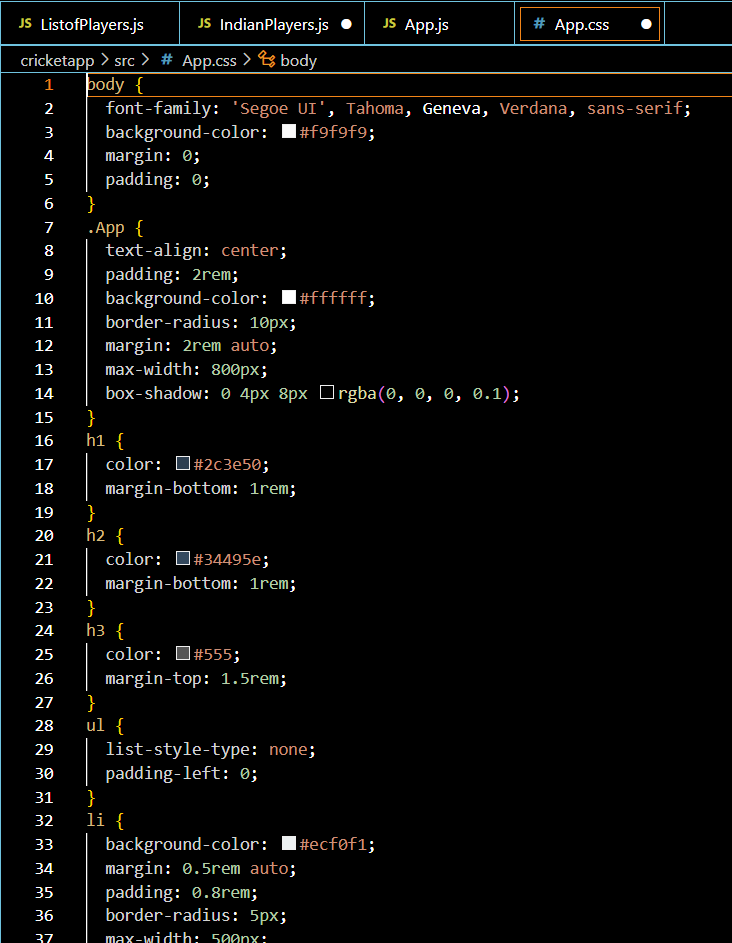 JS ListofPlayers.js JS IndianPlayers.js JS App.js # App.css
cricketapp > src > # App.css > body
1 body {
2 font-family: 'Segoe UI', Tahoma, Geneva, Verdana, sans-serif;
3 background-color: #f9f9f9;
4 margin: 0;
5 padding: 0;
6 }
7 .App {
8 text-align: center;
9 padding: 2rem;
10 background-color: #ffffff;
11 border-radius: 10px;
12 margin: 2rem auto;
13 max-width: 800px;
14 box-shadow: 0 4px 8px rgba(0, 0, 0, 0.1);
15 }
16 h1 {
17 color: #2c3e50;
18 margin-bottom: 1rem;
19 }
20 h2 {
21 color: #34495e;
22 margin-bottom: 1rem;
23 }
24 h3 {
25 color: #555;
26 margin-top: 1.5rem;
27 }
28 ul {
29 list-style-type: none;
30 padding-left: 0;
31 }
32 li {
33 background-color: #ecf0f1;
34 margin: 0.5rem auto;
35 padding: 0.8rem;
36 border-radius: 5px;
37 max-width: 500px;